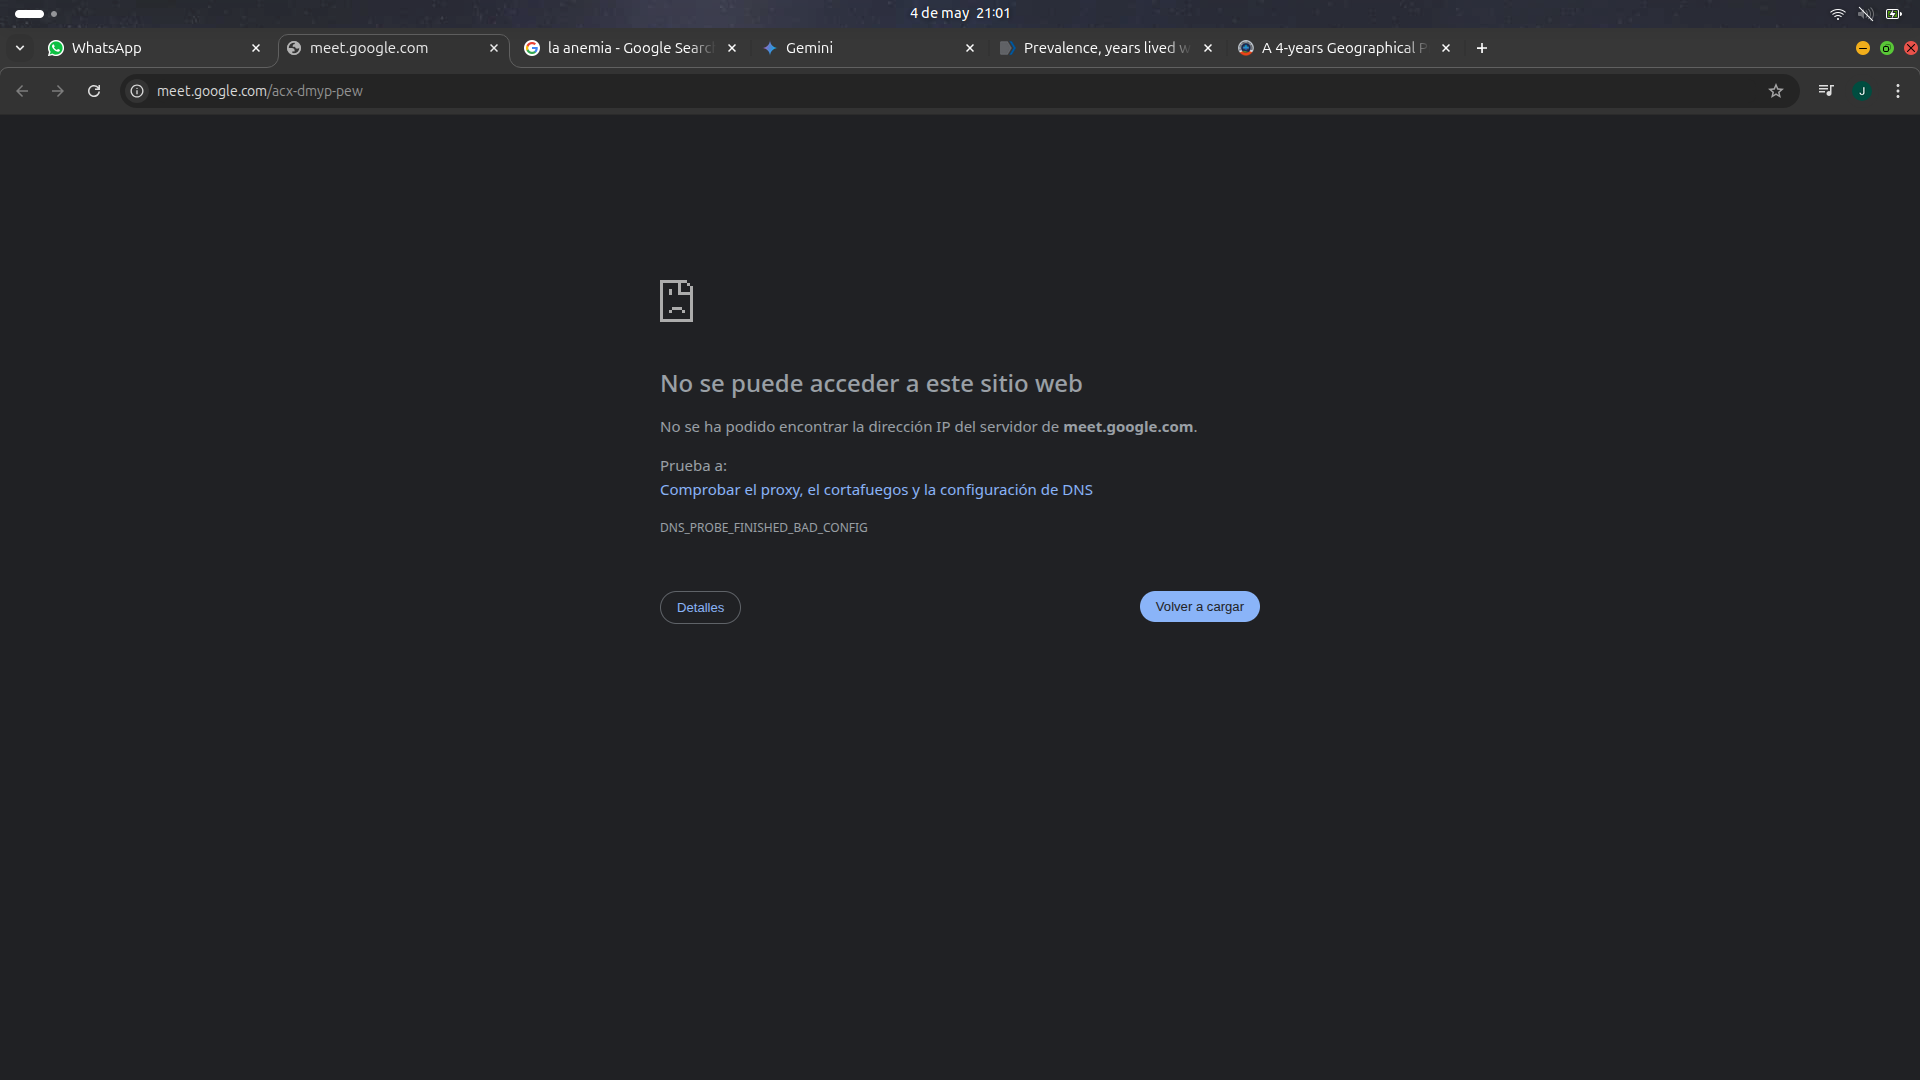 4 de may 21:01
WhatsApp
meet.google.com
la anemia - Google Searc
Gemini
Prevalence, years lived w
A 4-years Geographical P
meet.google.com/acx-dmyp-pew
J
No se puede acceder a este sitio web
No se ha podido encontrar la dirección IP del servidor de meet.google.com.
Prueba a:
Comprobar el proxy, el cortafuegos y la configuración de DNS
DNS_PROBE_FINISHED_BAD_CONFIG
Detalles
Volver a cargar